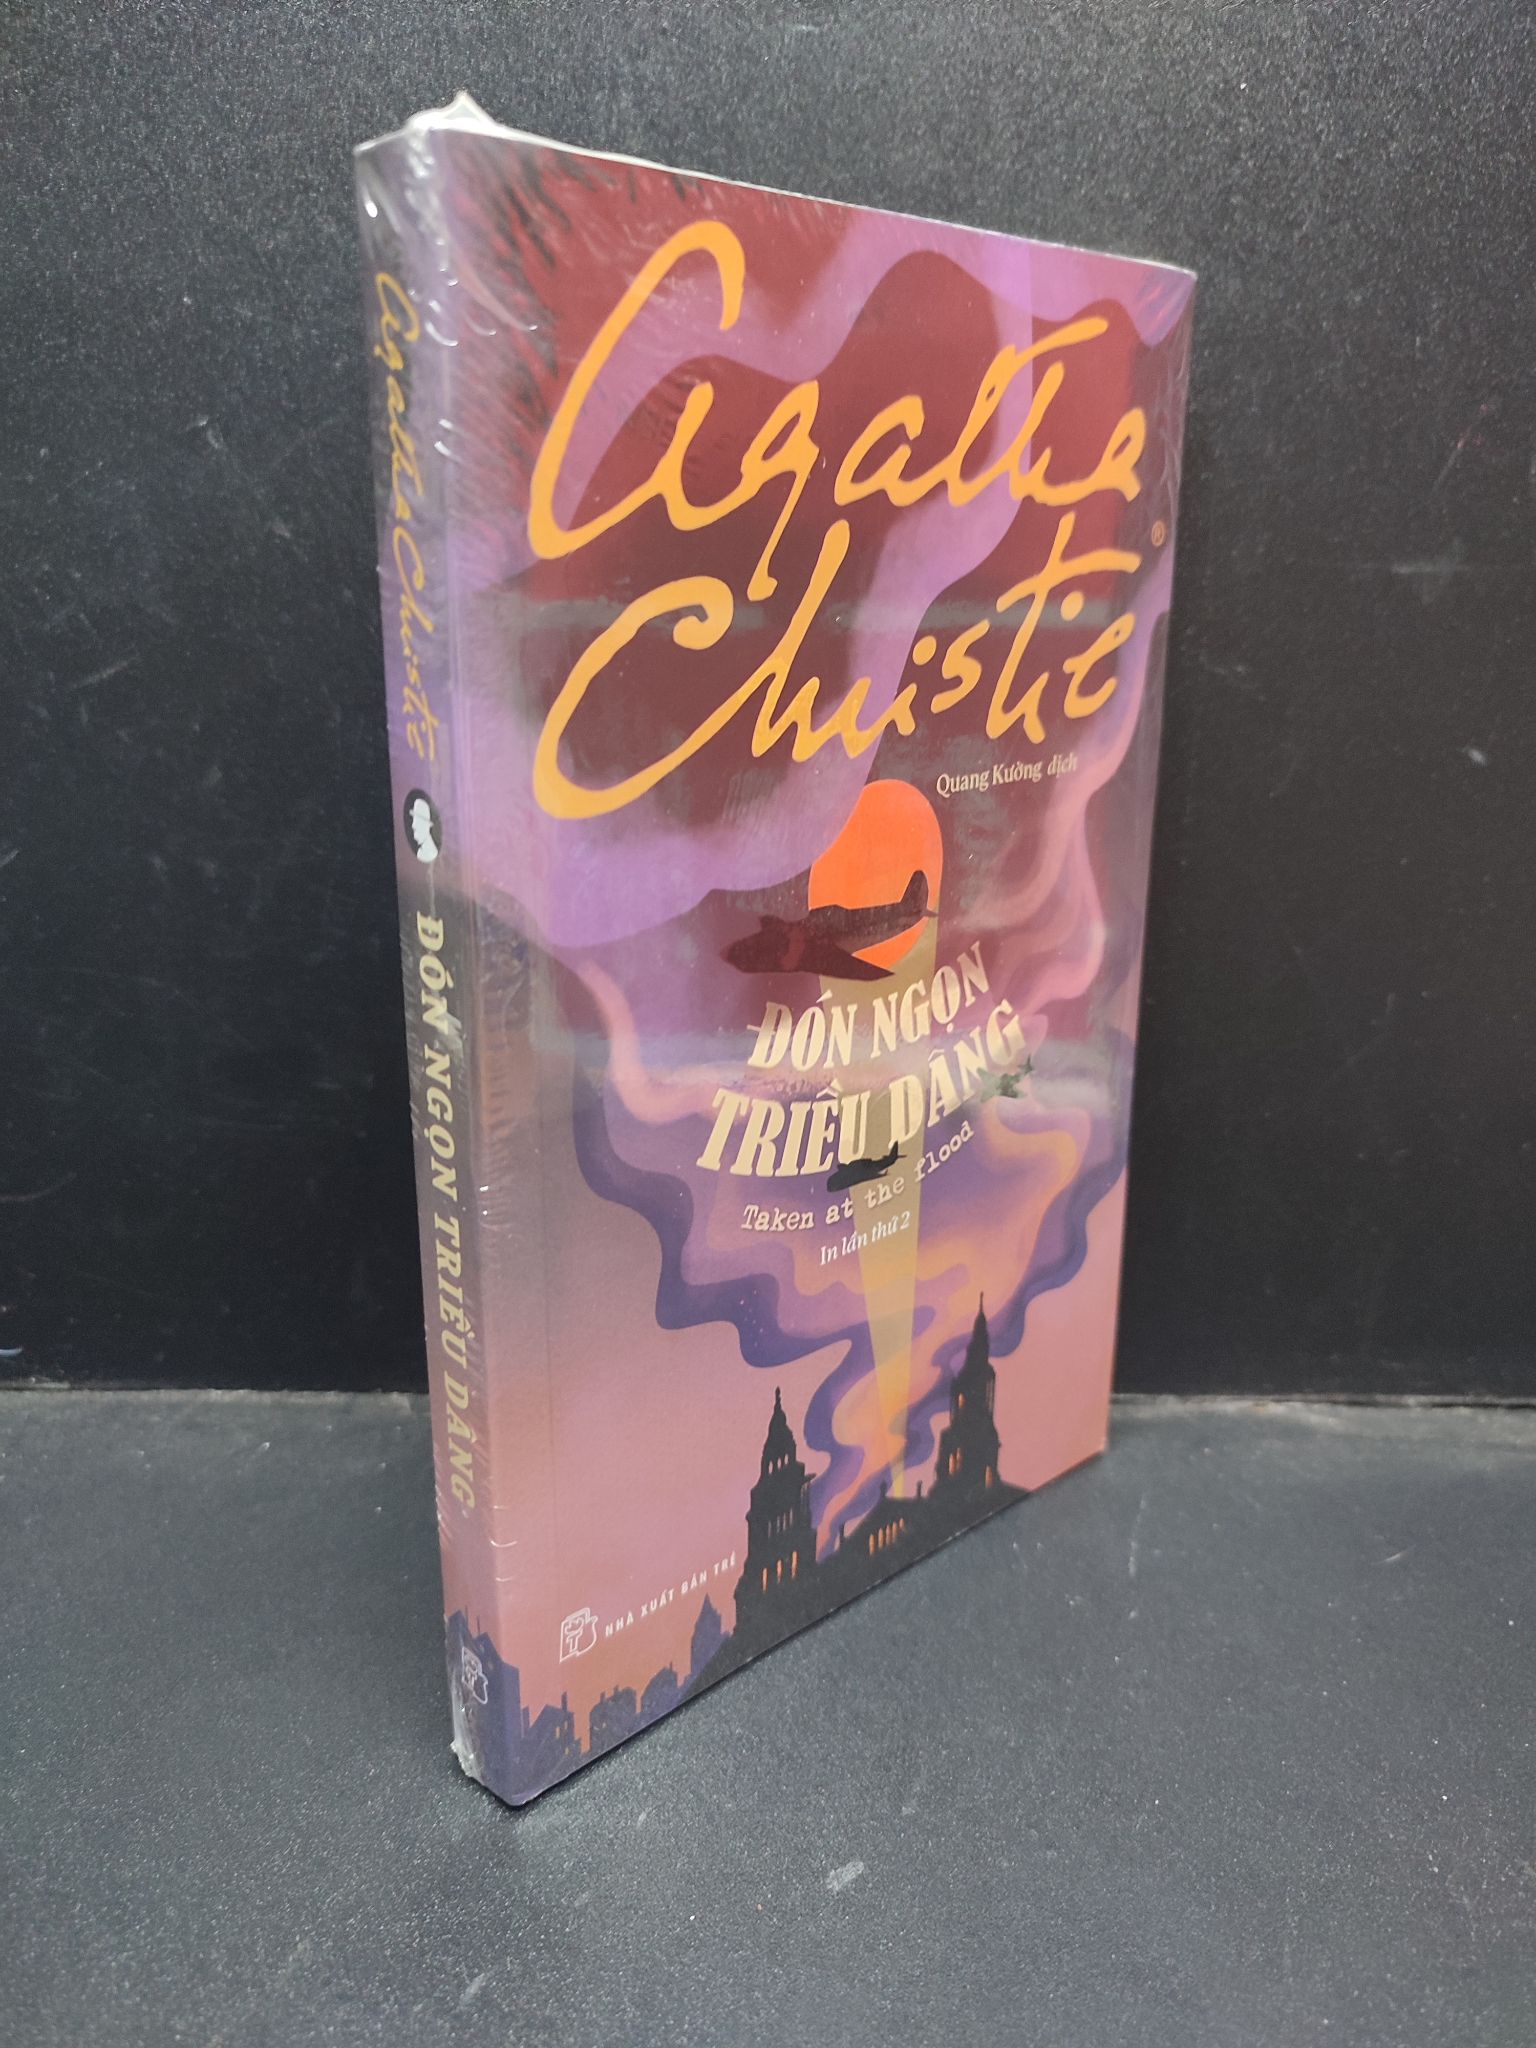 Agatha
Christie
®
Quang Kường dịch
ĐÓN NGỌN
TRIỀU DÂNG
Taken at the flood
In lần thứ 2
NHÀ XUẤT BẢN TRẺ
Agatha Christie
ĐÓN NGỌN TRIỀU DÂNG